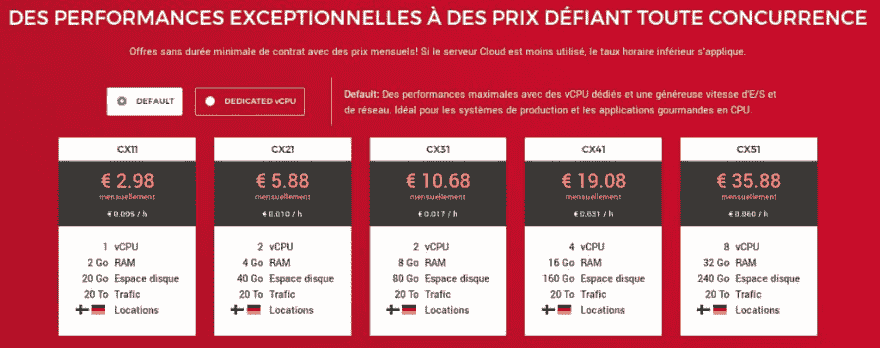 DES PERFORMANCES EXCEPTIONNELLES À DES PRIX DÉFIANT TOUTE CONCURRENCE
Offres sans durée minimale de contrat avec des prix mensuels! Si le serveur Cloud est moins utilisé, le taux horaire inférieur s'applique.
DEFAULT
DEDICATED vCPU
Default: Des performances maximales avec des vCPU dédiés et une généreuse vitesse d'E/S et
de réseau. Idéal pour les systèmes de production et les applications gourmandes en CPU.
CX11
€ 2.98
mensuellement
€ 0.005 / h
1 vCPU
2 Go RAM
20 Go Espace disque
20 To Trafic
Locations
CX21
€ 5.88
mensuellement
€ 0.010 / h
2 vCPU
4 Go RAM
40 Go Espace disque
20 To Trafic
Locations
CX31
€ 10.68
mensuellement
€ 0.017 / h
2 vCPU
8 Go RAM
80 Go Espace disque
20 To Trafic
Locations
CX41
€ 19.08
mensuellement
€ 0.031 / h
4 vCPU
16 Go RAM
160 Go Espace disque
20 To Trafic
Locations
CX51
€ 35.88
mensuellement
€ 0.060 / h
8 vCPU
32 Go RAM
240 Go Espace disque
20 To Trafic
Locations